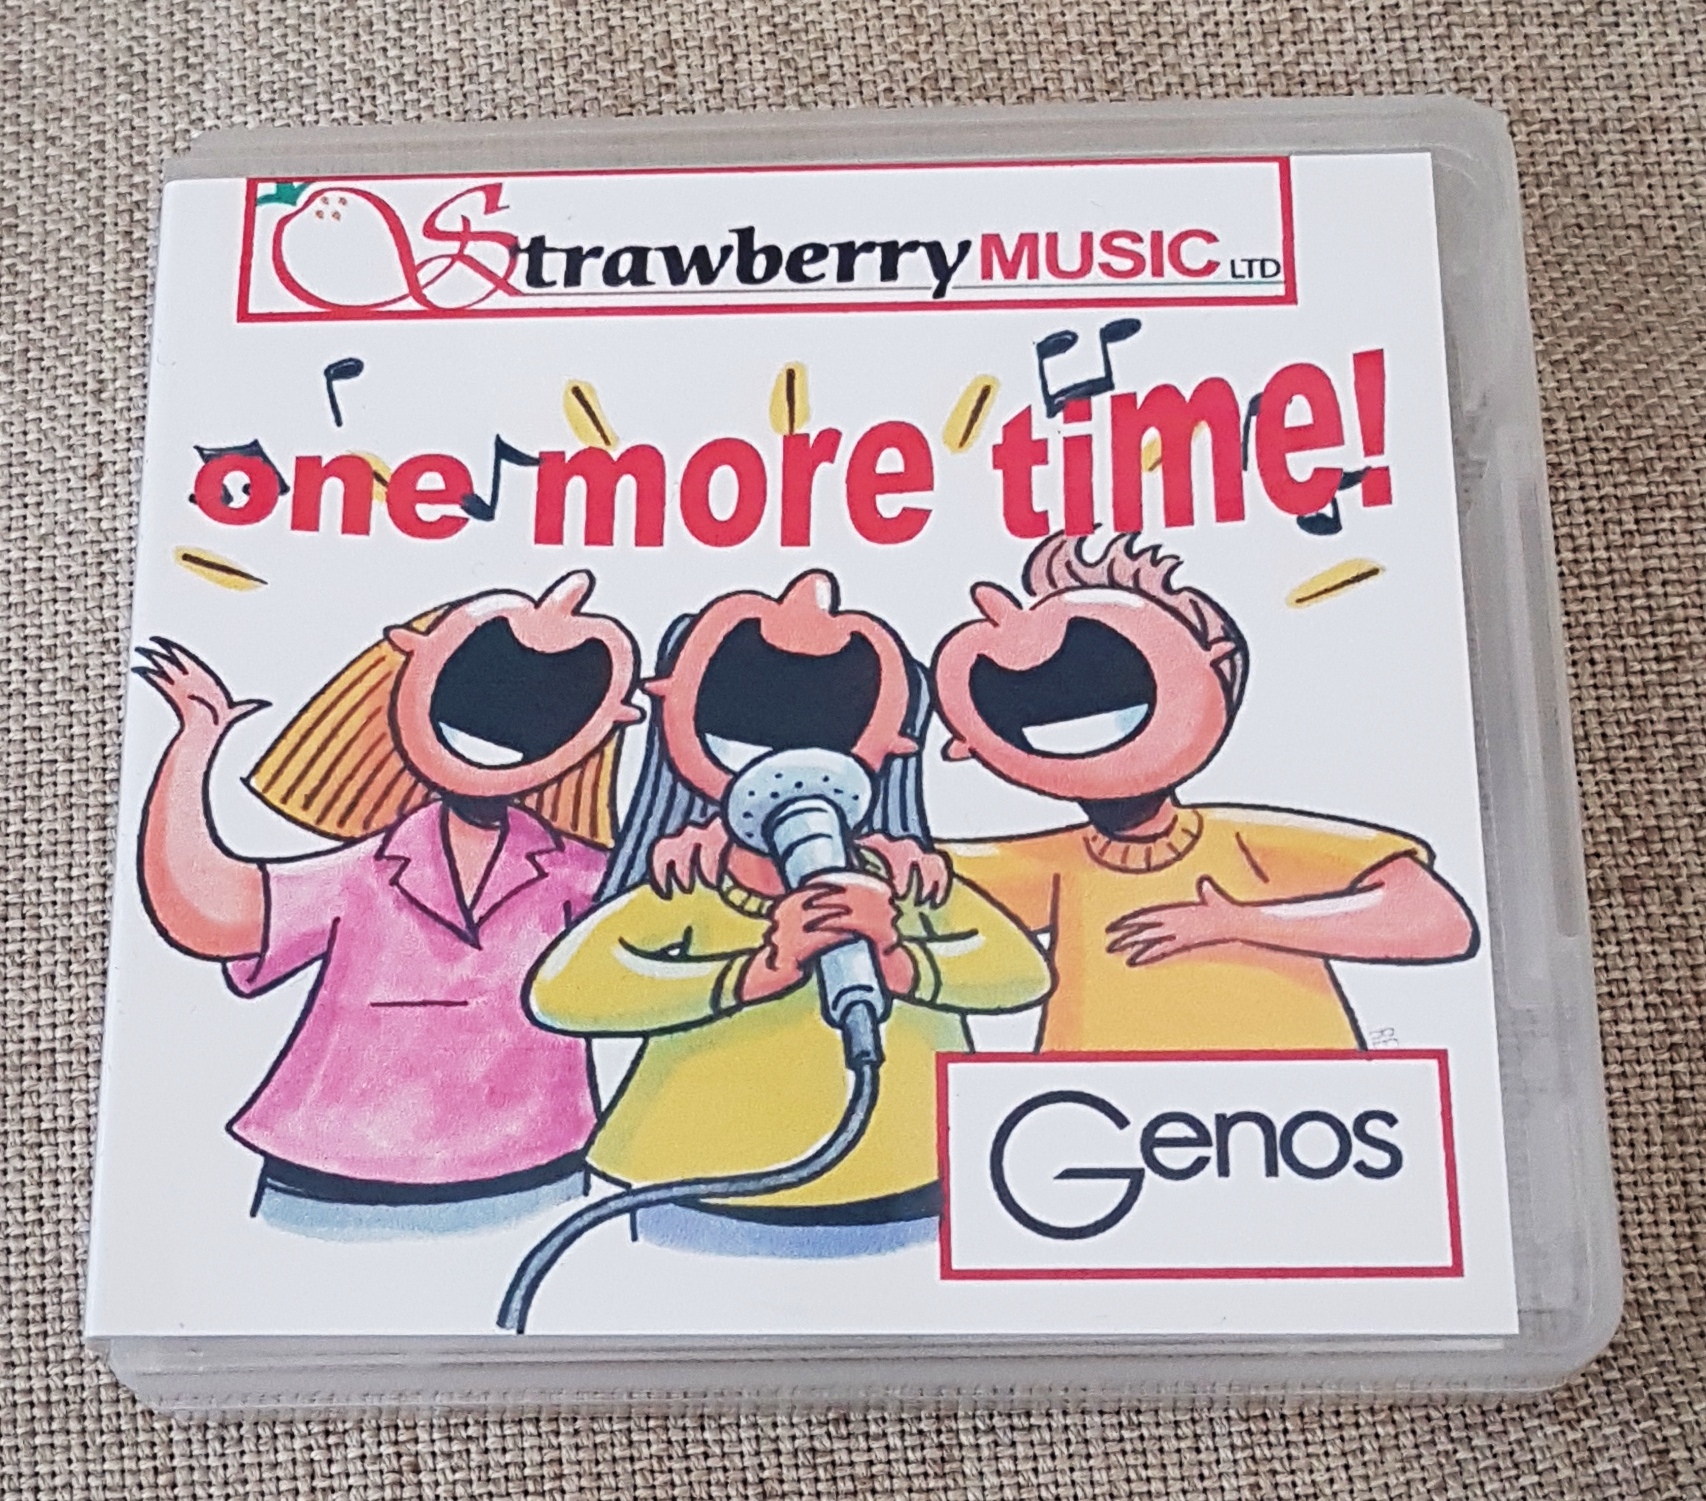 Strawberry MUSIC LTD
one more time!
Genos